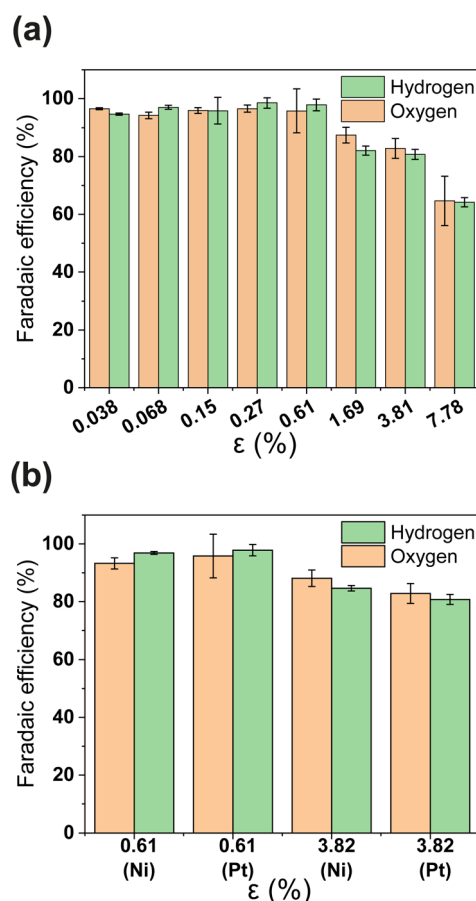 (a)
Hydrogen
Oxygen
Faradaic efficiency (%)
100
80
60
40
20
0
0.038 0.068 0.15 0.27 0.61 1.69 3.81 7.78
ε (%)
(b)
Hydrogen
Oxygen
Faradaic efficiency (%)
100
80
60
40
20
0
0.61 0.61 3.82 3.82
(Ni) (Pt) (Ni) (Pt)
ε (%)